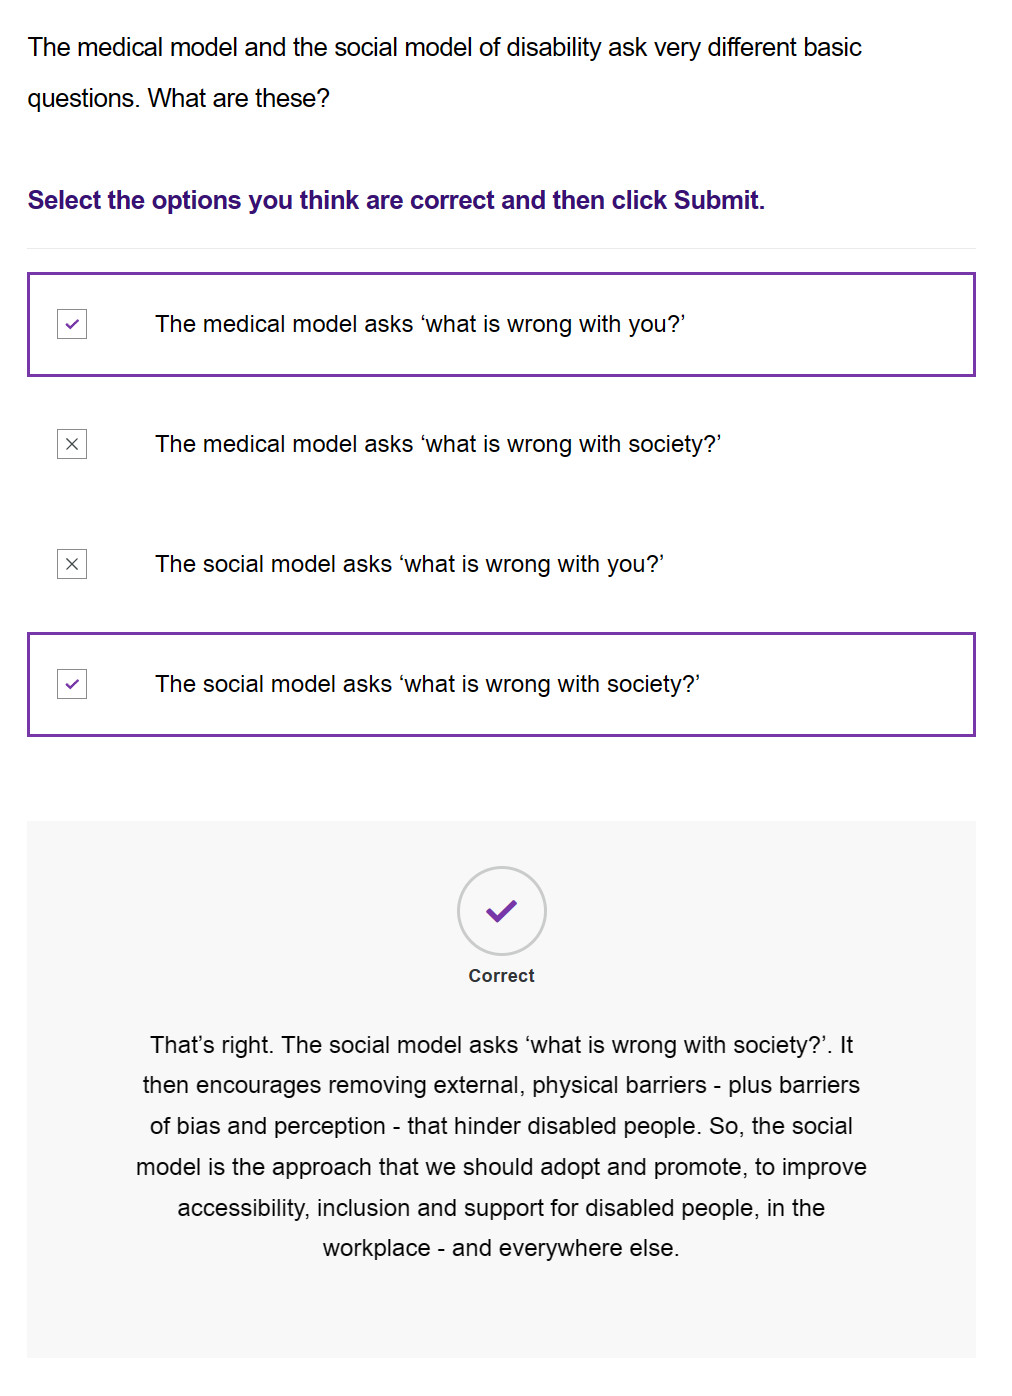 The medical model and the social model of disability ask very different basic
questions. What are these?
Select the options you think are correct and then click Submit.
The medical model asks ‘what is wrong with you?’
The medical model asks ‘what is wrong with society?’
The social model asks ‘what is wrong with you?’
The social model asks ‘what is wrong with society?’
Correct
That’s right. The social model asks ‘what is wrong with society?’. It
then encourages removing external, physical barriers - plus barriers
of bias and perception - that hinder disabled people. So, the social
model is the approach that we should adopt and promote, to improve
accessibility, inclusion and support for disabled people, in the
workplace - and everywhere else.